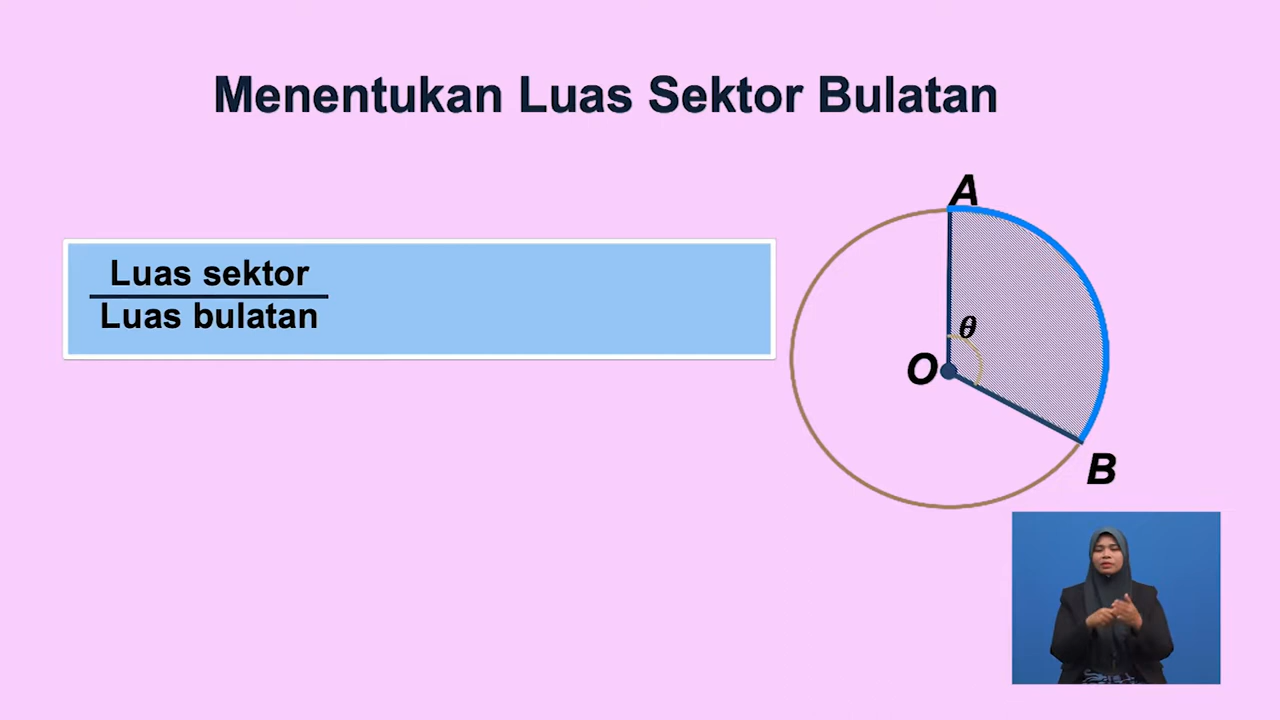 Menentukan Luas Sektor Bulatan
Luas sektor
Luas bulatan
A
θ
O
B